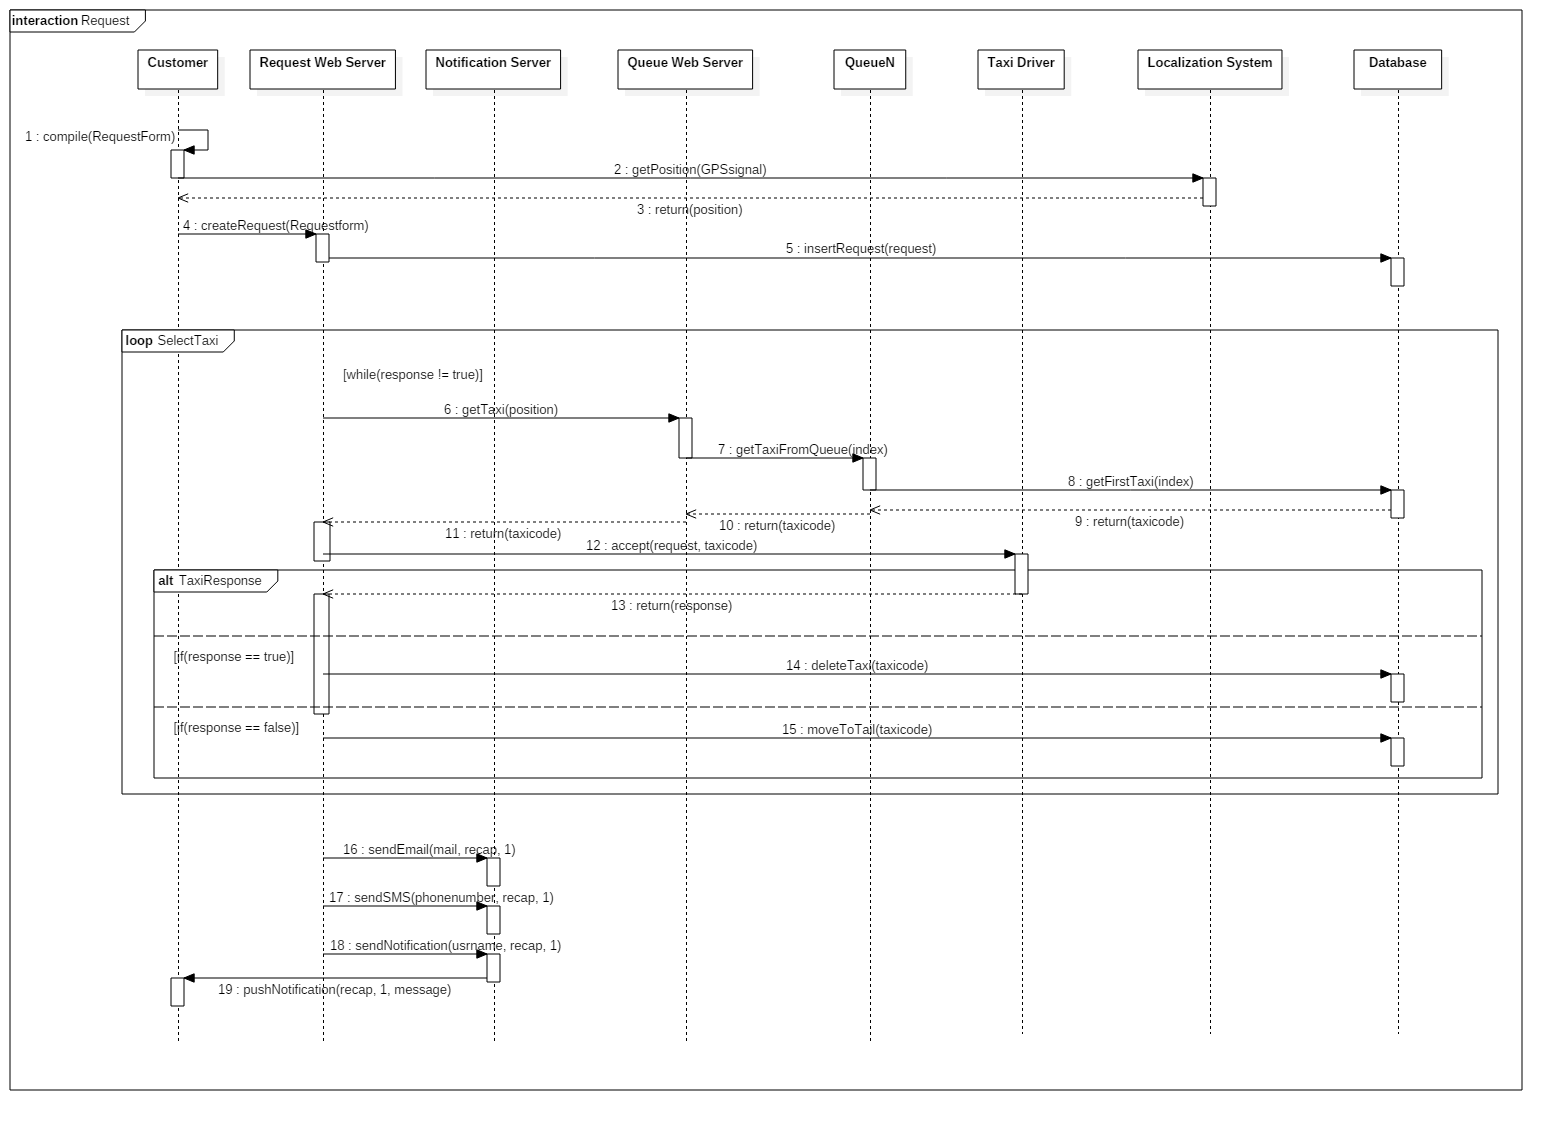 interaction Request
Customer
Request Web Server
Notification Server
Queue Web Server
QueueN
Taxi Driver
Localization System
Database
1 : compile(RequestForm)
2 : getPosition(GPSsignal)
3 : return(position)
4 : createRequest(Requestform)
5 : insertRequest(request)
loop SelectTaxi
[while(response != true)]
6 : getTaxi(position)
7 : getTaxiFromQueue(index)
8 : getFirstTaxi(index)
9 : return(taxicode)
10 : return(taxicode)
11 : return(taxicode)
12 : accept(request, taxicode)
alt TaxiResponse
13 : return(response)
[if(response == true)]
14 : deleteTaxi(taxicode)
[if(response == false)]
15 : moveToTail(taxicode)
16 : sendEmail(mail, recap, 1)
17 : sendSMS(phonenumber, recap, 1)
18 : sendNotification(usrname, recap, 1)
19 : pushNotification(recap, 1, message)